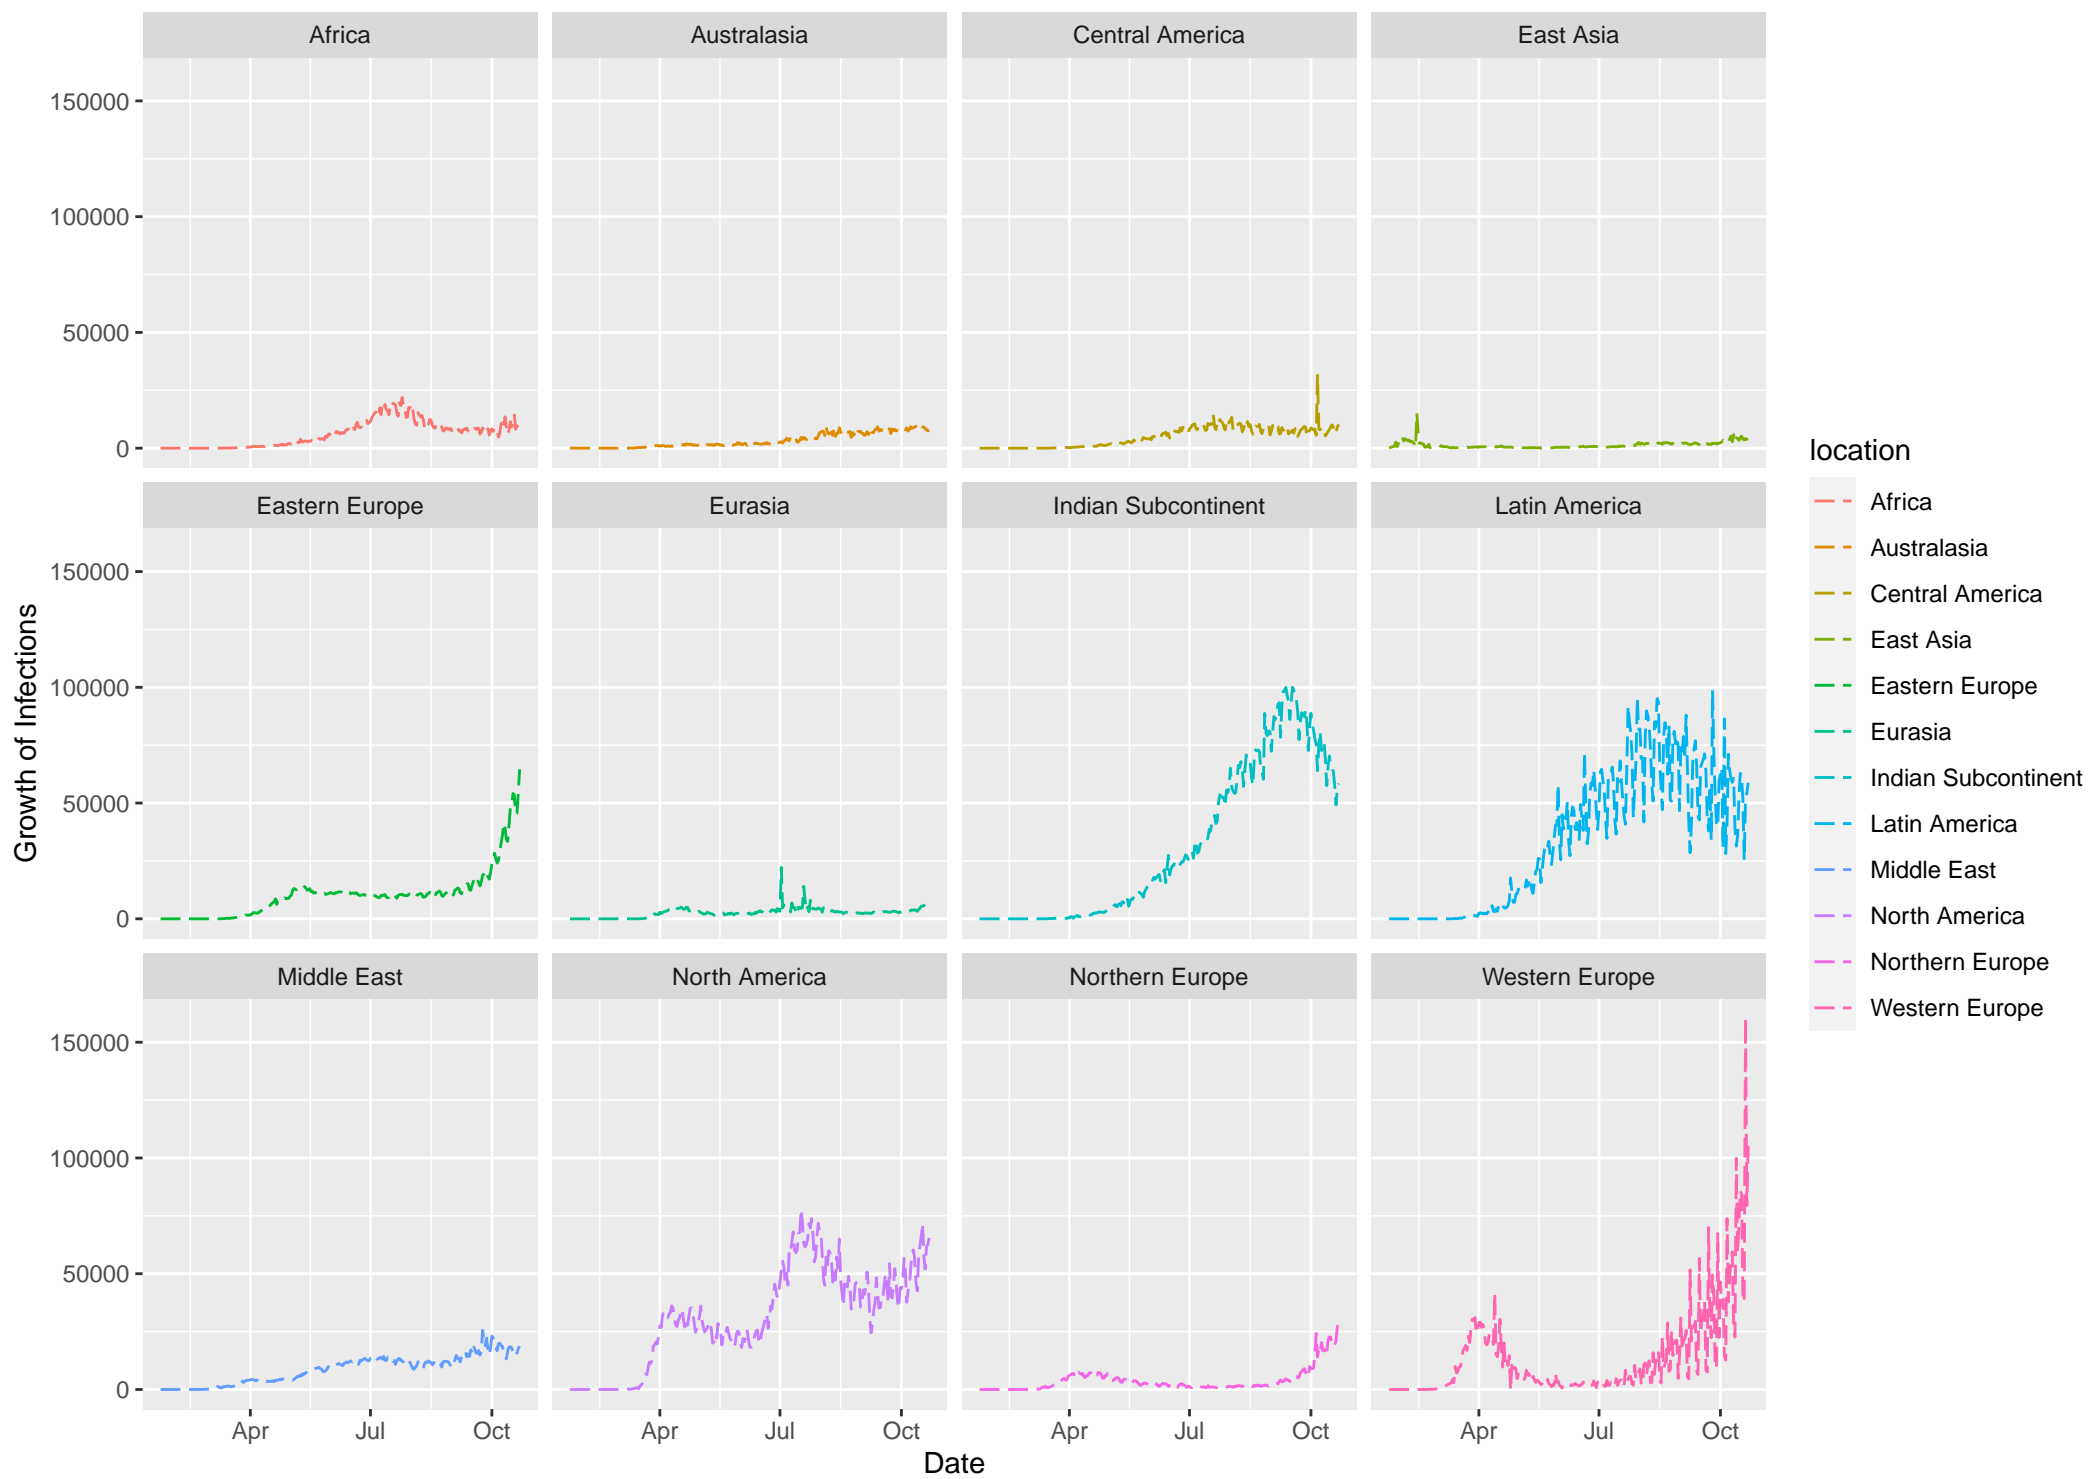 Africa
Australasia
Central America
East Asia
150000
100000
50000
0
Eastern Europe
Eurasia
Indian Subcontinent
Latin America
150000
100000
50000
0
Middle East
North America
Northern Europe
Western Europe
150000
100000
50000
0
Apr Jul Oct
Apr Jul Oct
Apr Jul Oct
Apr Jul Oct
Date
Growth of Infections
location
Africa
Australasia
Central America
East Asia
Eastern Europe
Eurasia
Indian Subcontinent
Latin America
Middle East
North America
Northern Europe
Western Europe